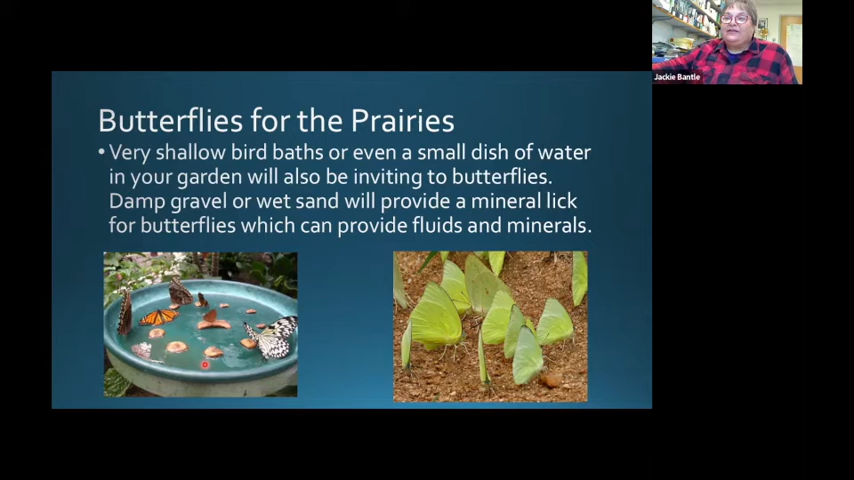 Jackie Bantle
Butterflies for the Prairies
• Very shallow bird baths or even a small dish of water
in your garden will also be inviting to butterflies.
Damp gravel or wet sand will provide a mineral lick
for butterflies which can provide fluids and minerals.